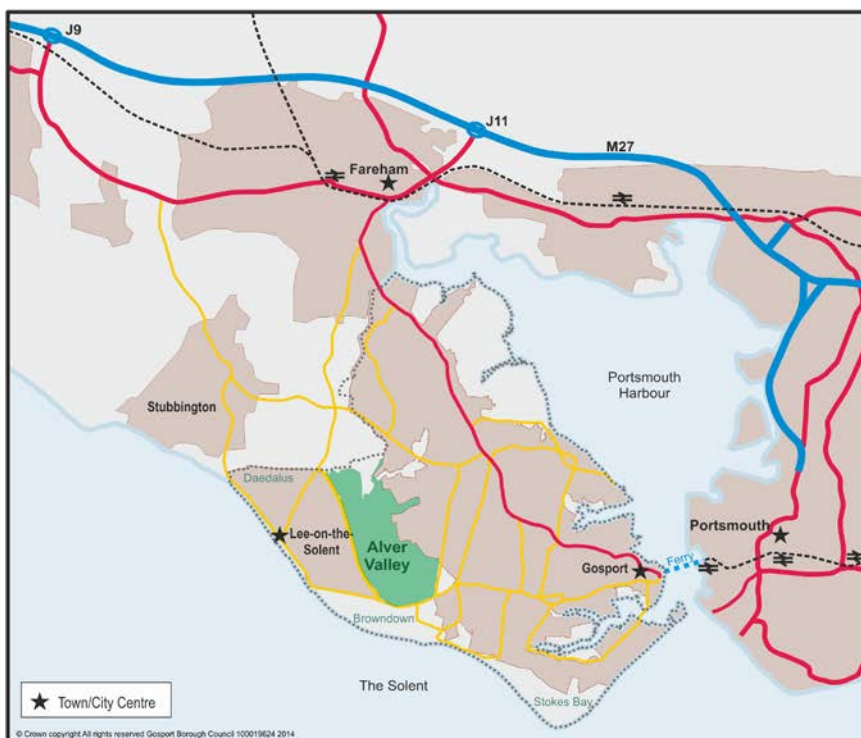 J9
J11
M27
Fareham
Portsmouth
Harbour
Stubbington
Daedalus
Lee-on-the-
Solent
Alver
Valley
Portsmouth
Ferry
Gosport
Browndown
The Solent
Stokes Bay
Town/City Centre
© Crown copyright All rights reserved Gosport Borough Council 100019624 2014